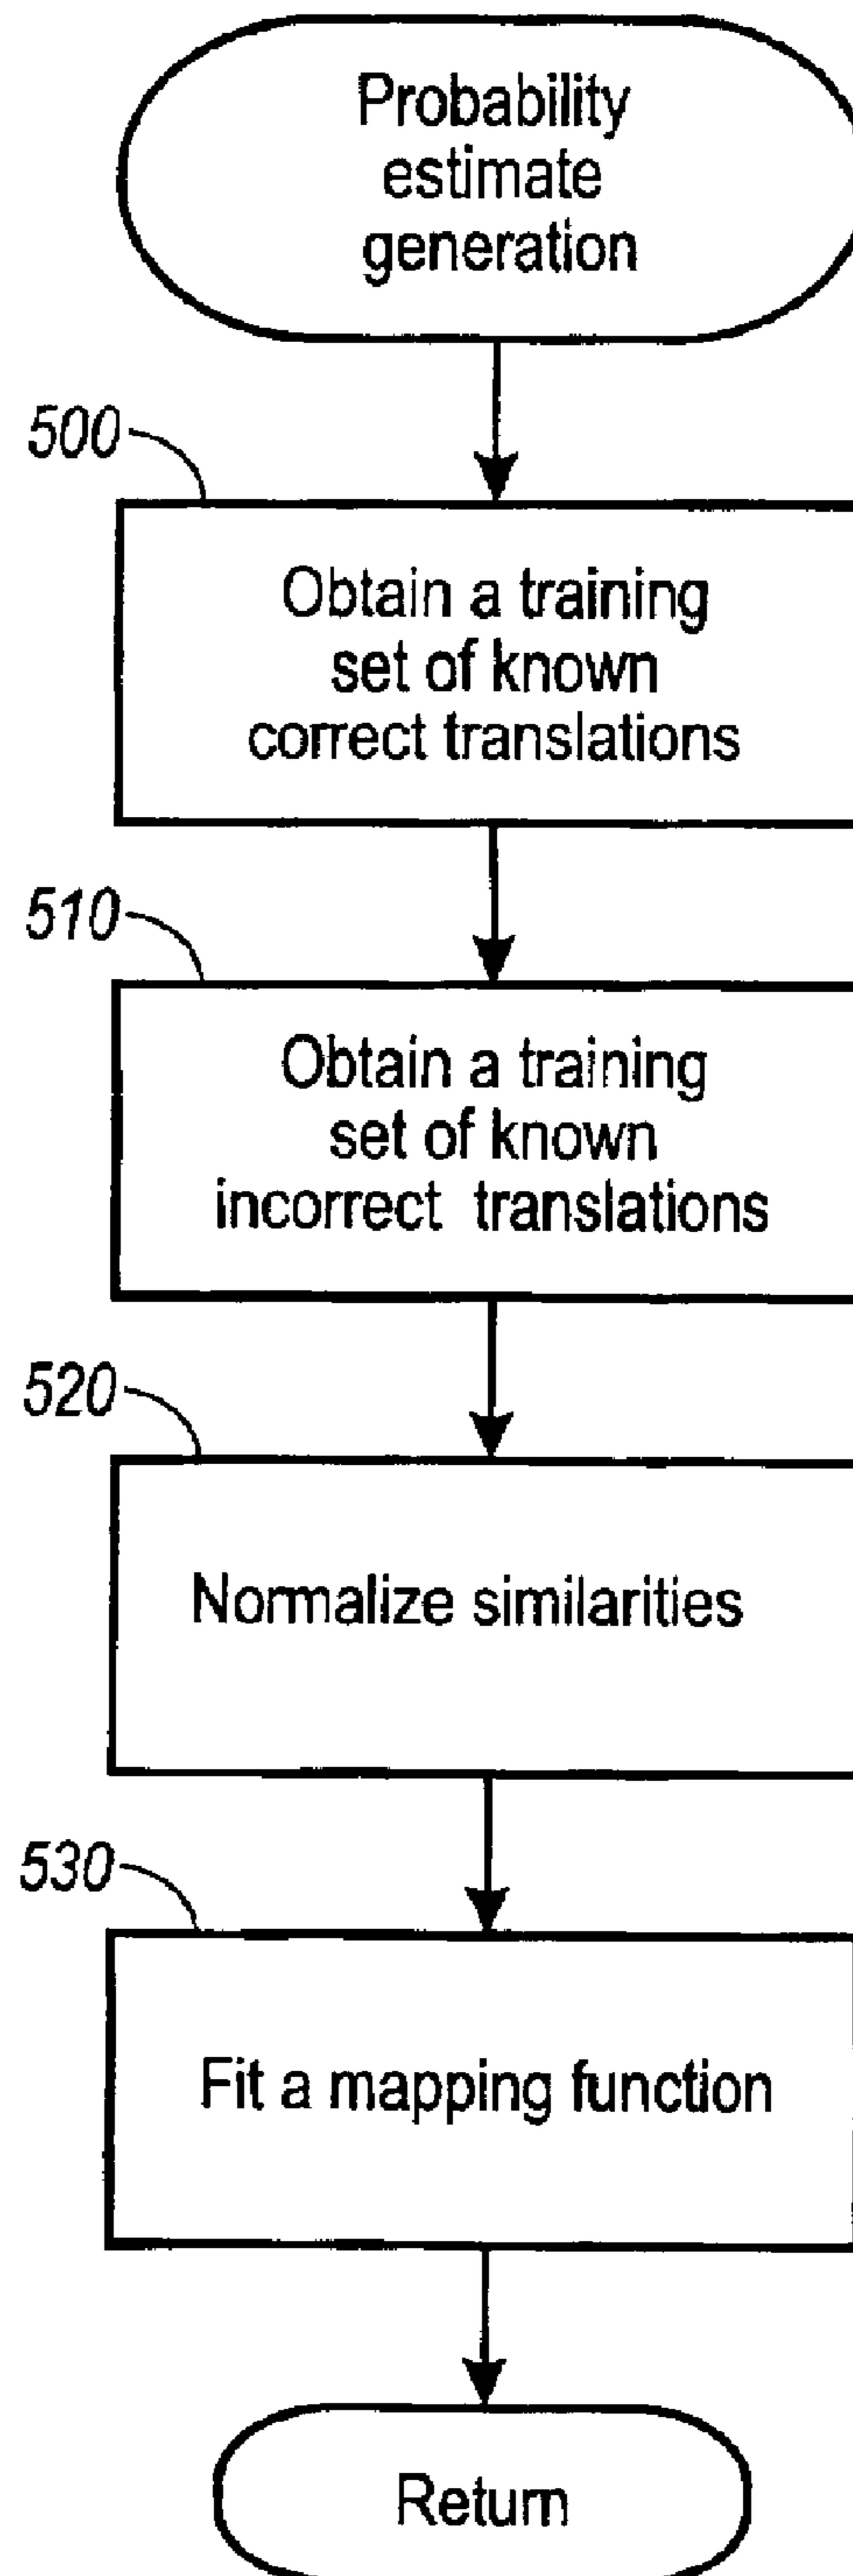 Probability
estimate
generation
500
Obtain a training
set of known
correct translations
510
Obtain a training
set of known
incorrect translations
520
Normalize similarities
530
Fit a mapping function
Return